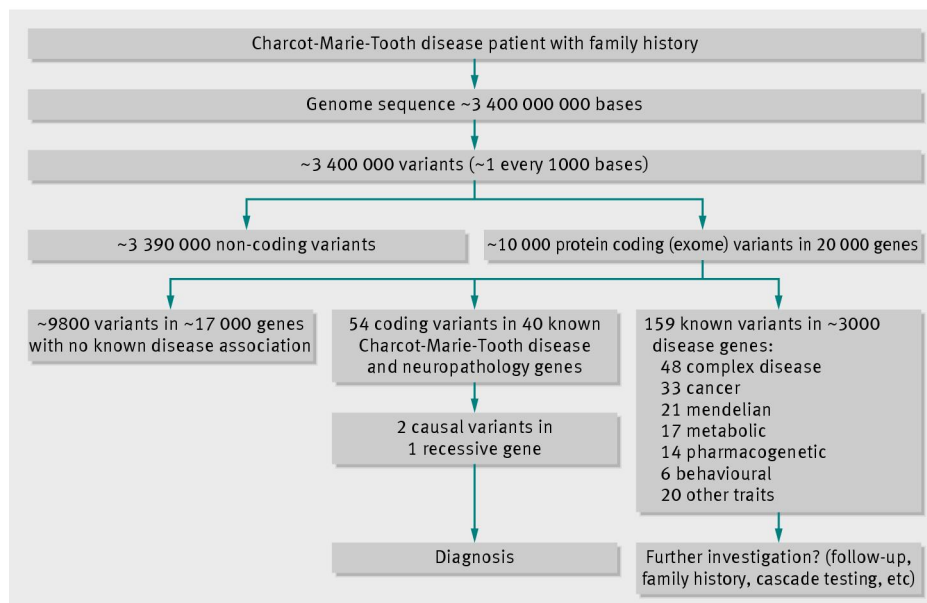 Charcot-Marie-Tooth disease patient with family history
Genome sequence ~3 400 000 000 bases
~3 400 000 variants (~1 every 1000 bases)
~3 390 000 non-coding variants
~10 000 protein coding (exome) variants in 20 000 genes
~9800 variants in ~17 000 genes
with no known disease association
54 coding variants in 40 known
Charcot-Marie-Tooth disease
and neuropathology genes
159 known variants in ~3000
disease genes:
48 complex disease
33 cancer
21 mendelian
17 metabolic
14 pharmacogenetic
6 behavioural
20 other traits
2 causal variants in
1 recessive gene
Diagnosis
Further investigation? (follow-up,
family history, cascade testing, etc)